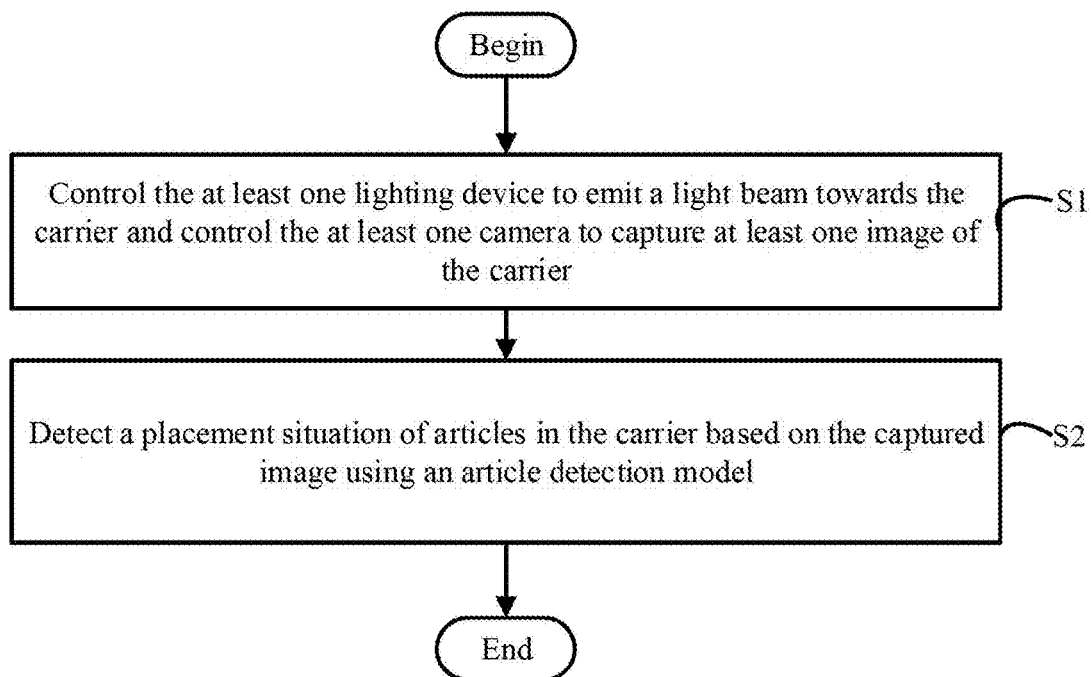 Begin
Control the at least one lighting device to emit a light beam towards the
carrier and control the at least one camera to capture at least one image of
the carrier
S1
Detect a placement situation of articles in the carrier based on the captured
image using an article detection model
S2
End